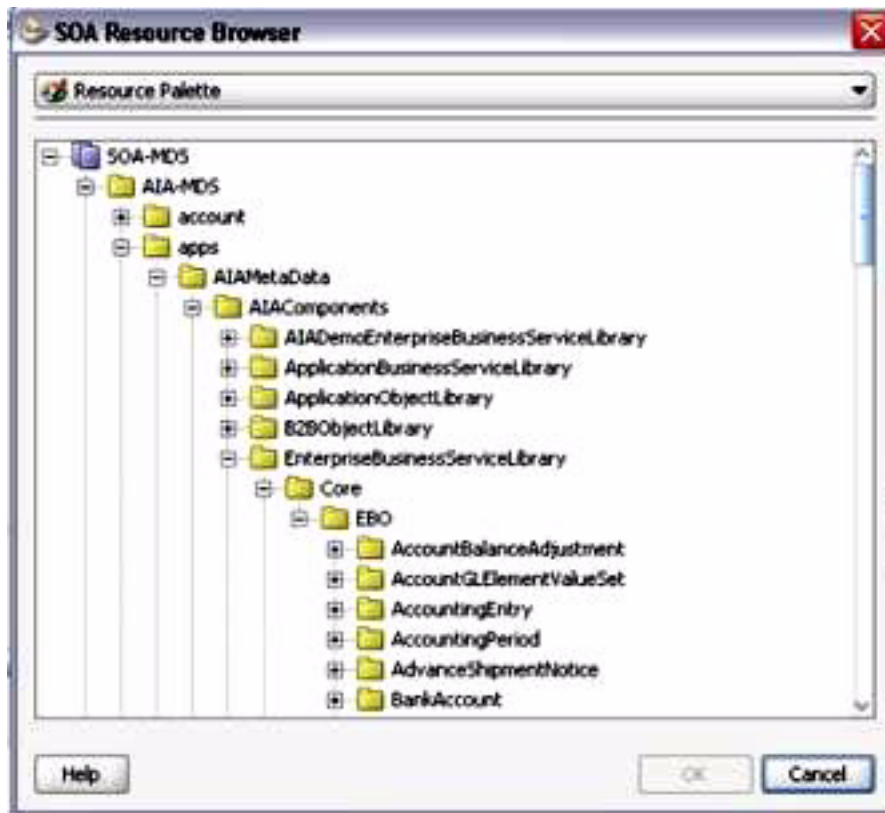 SOA Resource Browser
Resource Palette
SOA-MDS
AIA-MDS
account
apps
AIAMetaData
AIAComponents
AIADemoEnterpriseBusinessServiceLibrary
ApplicationBusinessServiceLibrary
ApplicationObjectLibrary
B2BObjectLibrary
EnterpriseBusinessServiceLibrary
Core
EBO
AccountBalanceAdjustment
AccountGLElementValueSet
AccountingEntry
AccountingPeriod
AdvanceShipmentNotice
BankAccount
Help OK Cancel